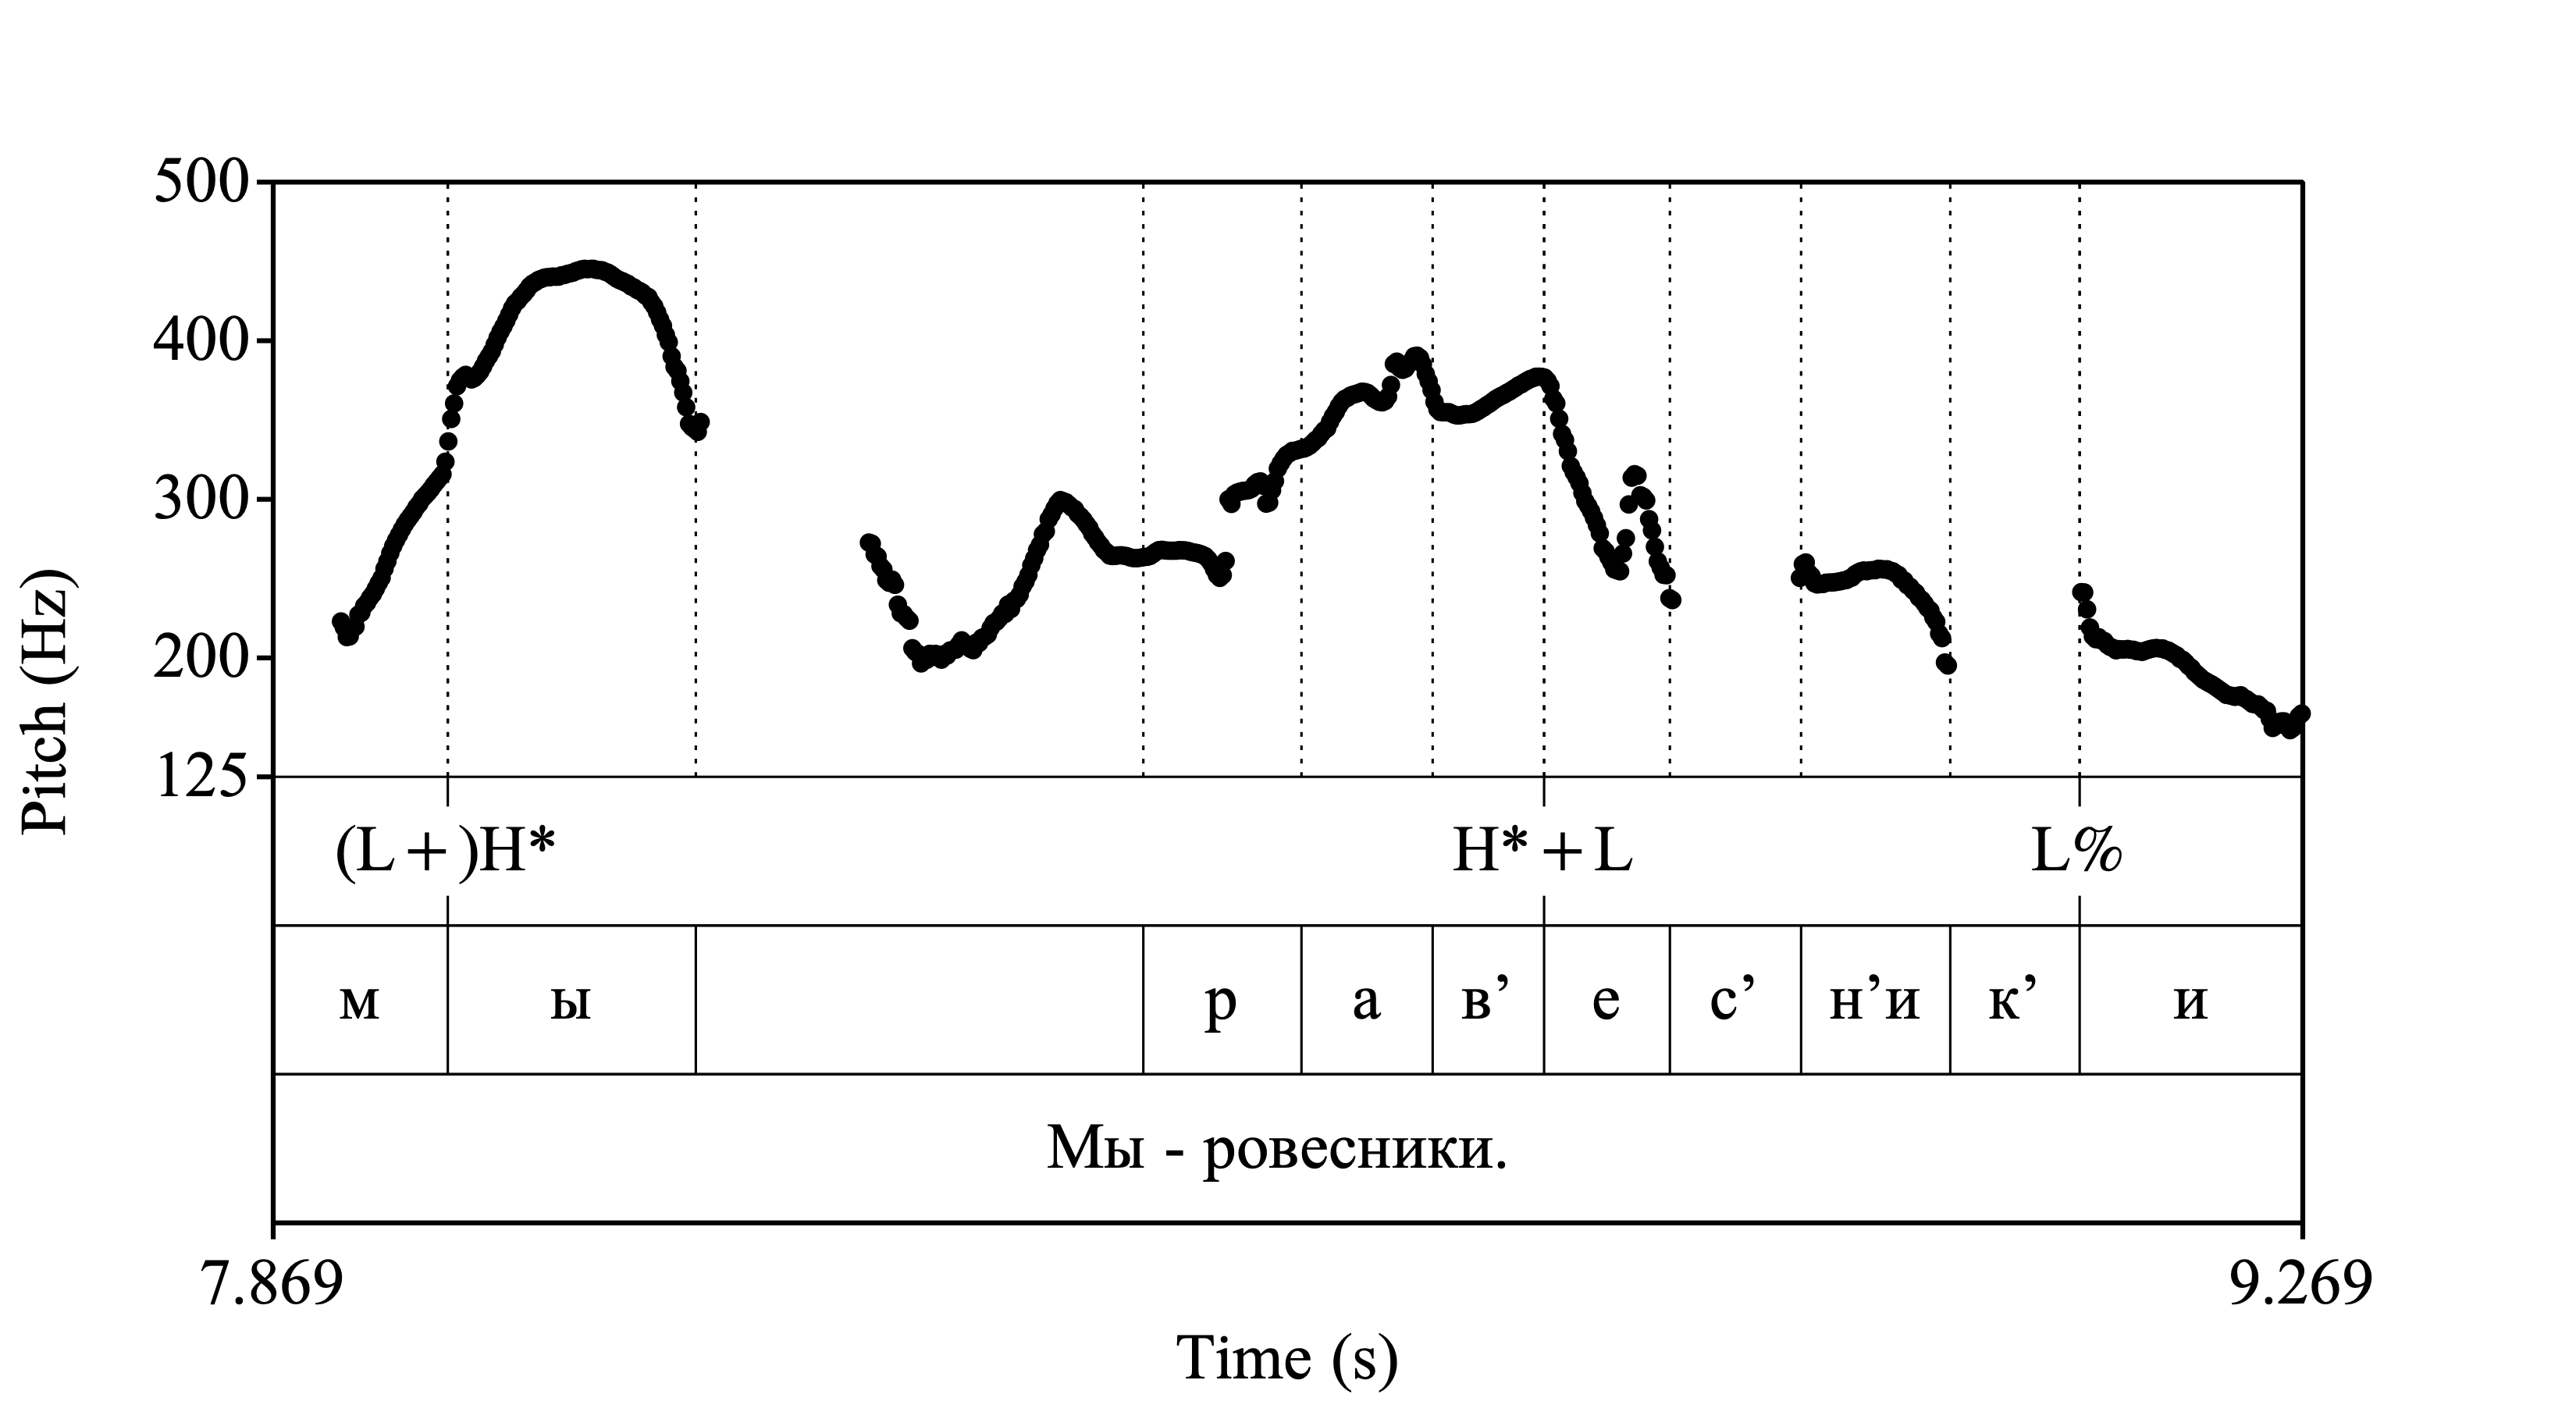 500
400
300
200
125
Pitch (Hz)
(L+)H* H*+L L%
м ы р а в’ е с’ н’и к’ и
Мы - ровесники.
7.869 9.269
Time (s)